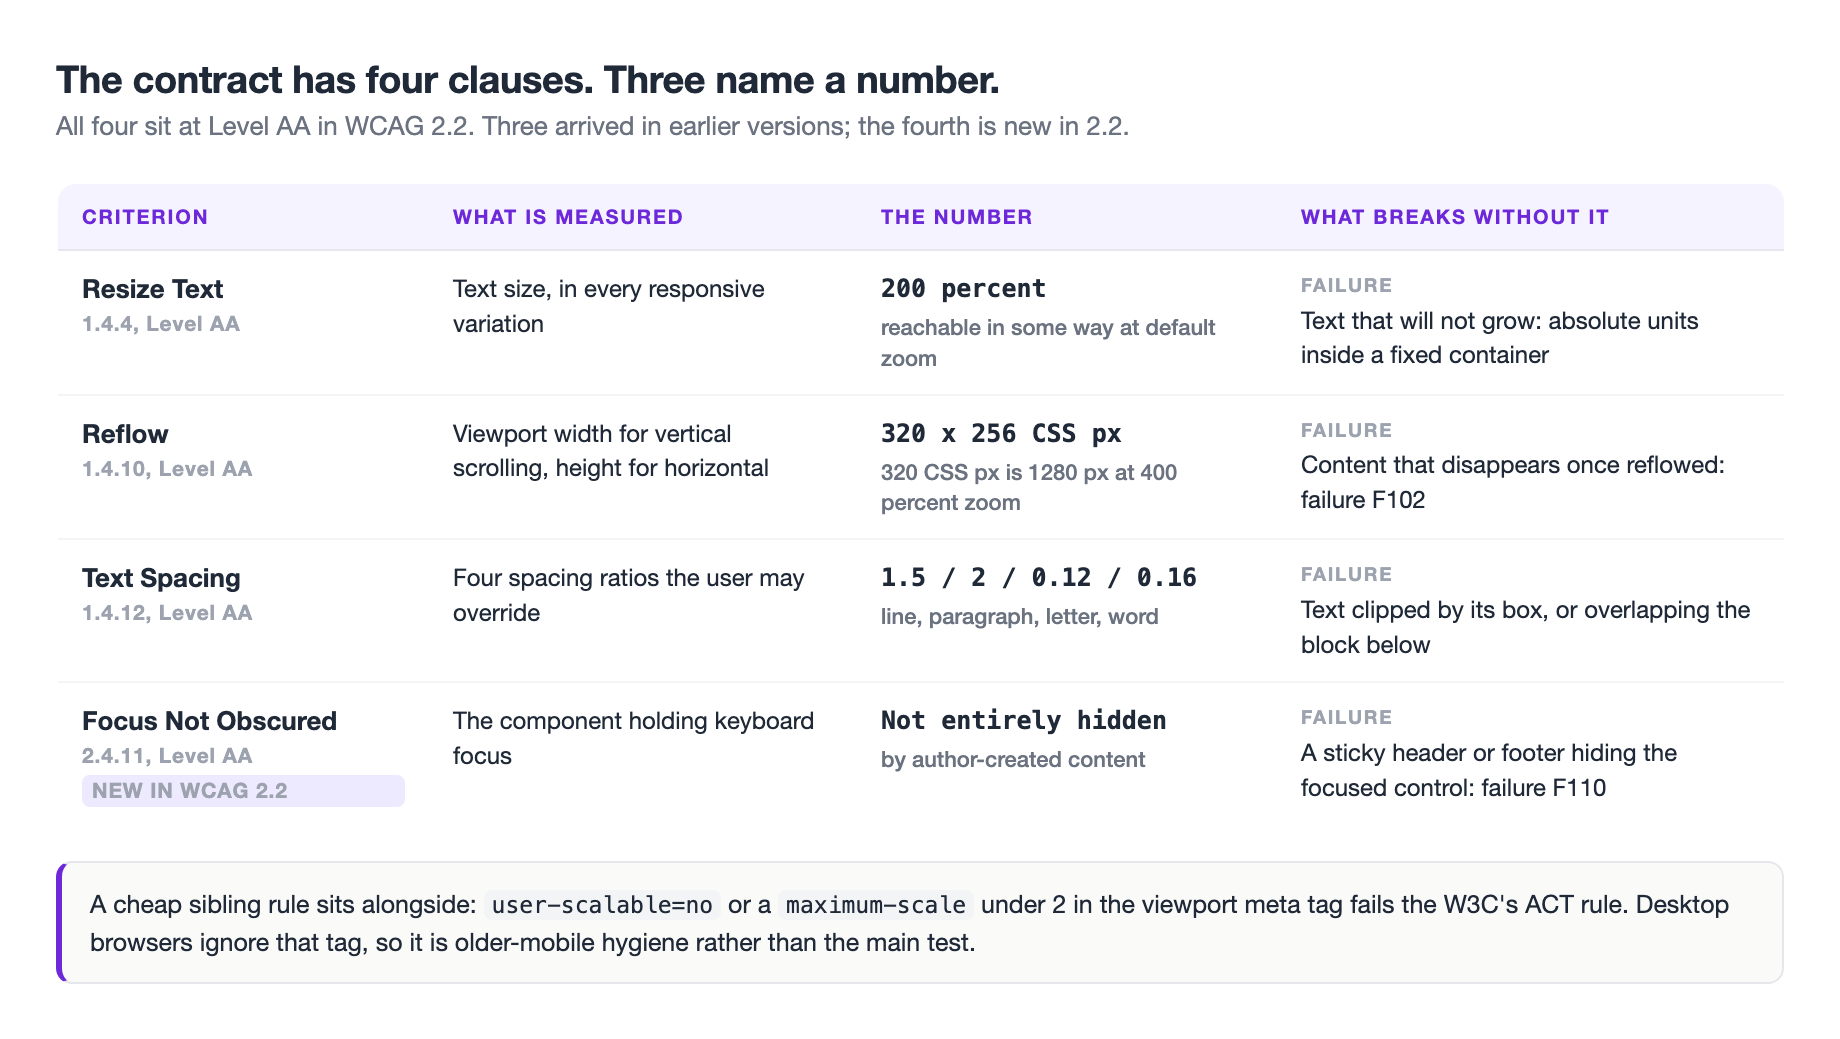 The contract has four clauses. Three name a number.
All four sit at Level AA in WCAG 2.2. Three arrived in earlier versions; the fourth is new in 2.2.
CRITERION
WHAT IS MEASURED
THE NUMBER
WHAT BREAKS WITHOUT IT
Resize Text
1.4.4, Level AA
Text size, in every responsive
variation
200 percent
reachable in some way at default
zoom
FAILURE
Text that will not grow: absolute units
inside a fixed container
Reflow
1.4.10, Level AA
Viewport width for vertical
scrolling, height for horizontal
320 x 256 CSS px
320 CSS px is 1280 px at 400
percent zoom
FAILURE
Content that disappears once reflowed:
failure F102
Text Spacing
1.4.12, Level AA
Four spacing ratios the user may
override
1.5 / 2 / 0.12 / 0.16
line, paragraph, letter, word
FAILURE
Text clipped by its box, or overlapping the
block below
Focus Not Obscured
2.4.11, Level AA
NEW IN WCAG 2.2
The component holding keyboard
focus
Not entirely hidden
by author-created content
FAILURE
A sticky header or footer hiding the
focused control: failure F110
A cheap sibling rule sits alongside: user-scalable=no or a maximum-scale under 2 in the viewport meta tag fails the W3C's ACT rule. Desktop
browsers ignore that tag, so it is older-mobile hygiene rather than the main test.